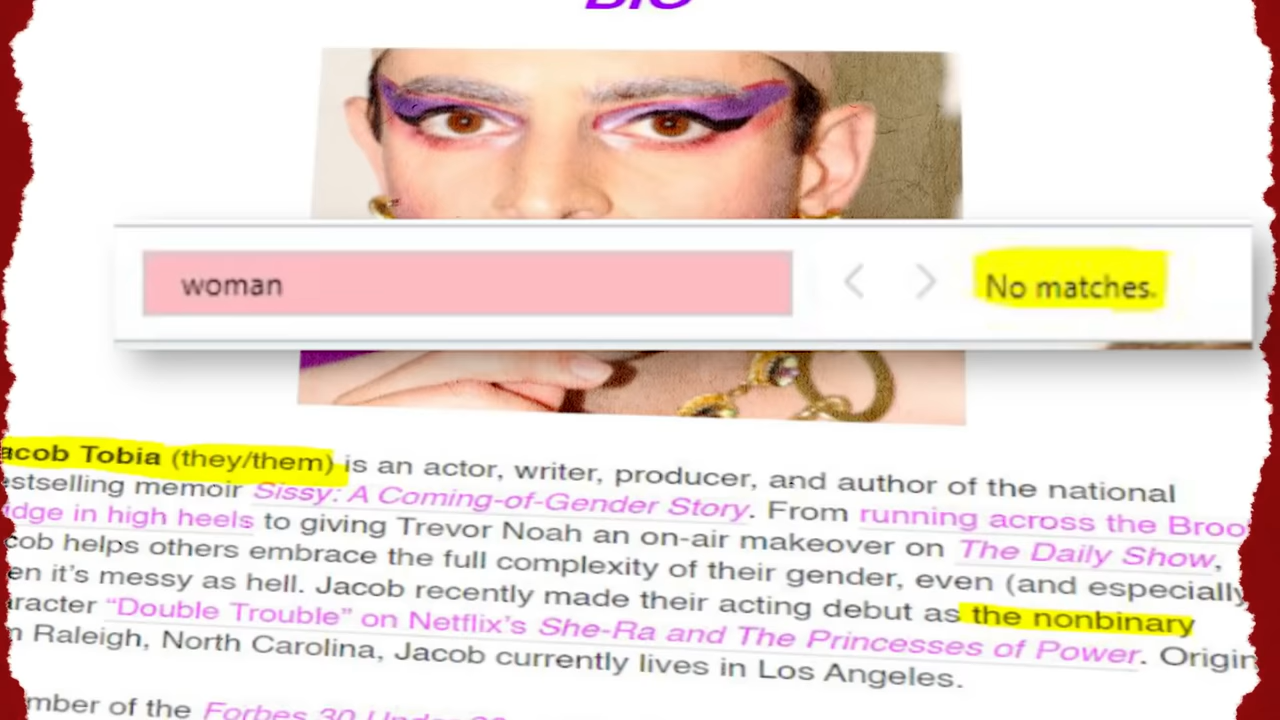 BIO
woman
No matches.
acob Tobia (they/them) is an actor, writer, producer, and author of the national
estselling memoir Sissy: A Coming-of-Gender Story. From running across the Broo
idge in high heels to giving Trevor Noah an on-air makeover on The Daily Show,
cob helps others embrace the full complexity of their gender, even (and especially
en it's messy as hell. Jacob recently made their acting debut as the nonbinary
aracter “Double Trouble” on Netflix's She-Ra and The Princesses of Power. Origin
n Raleigh, North Carolina, Jacob currently lives in Los Angeles.
mber of the Forbes 30 Under